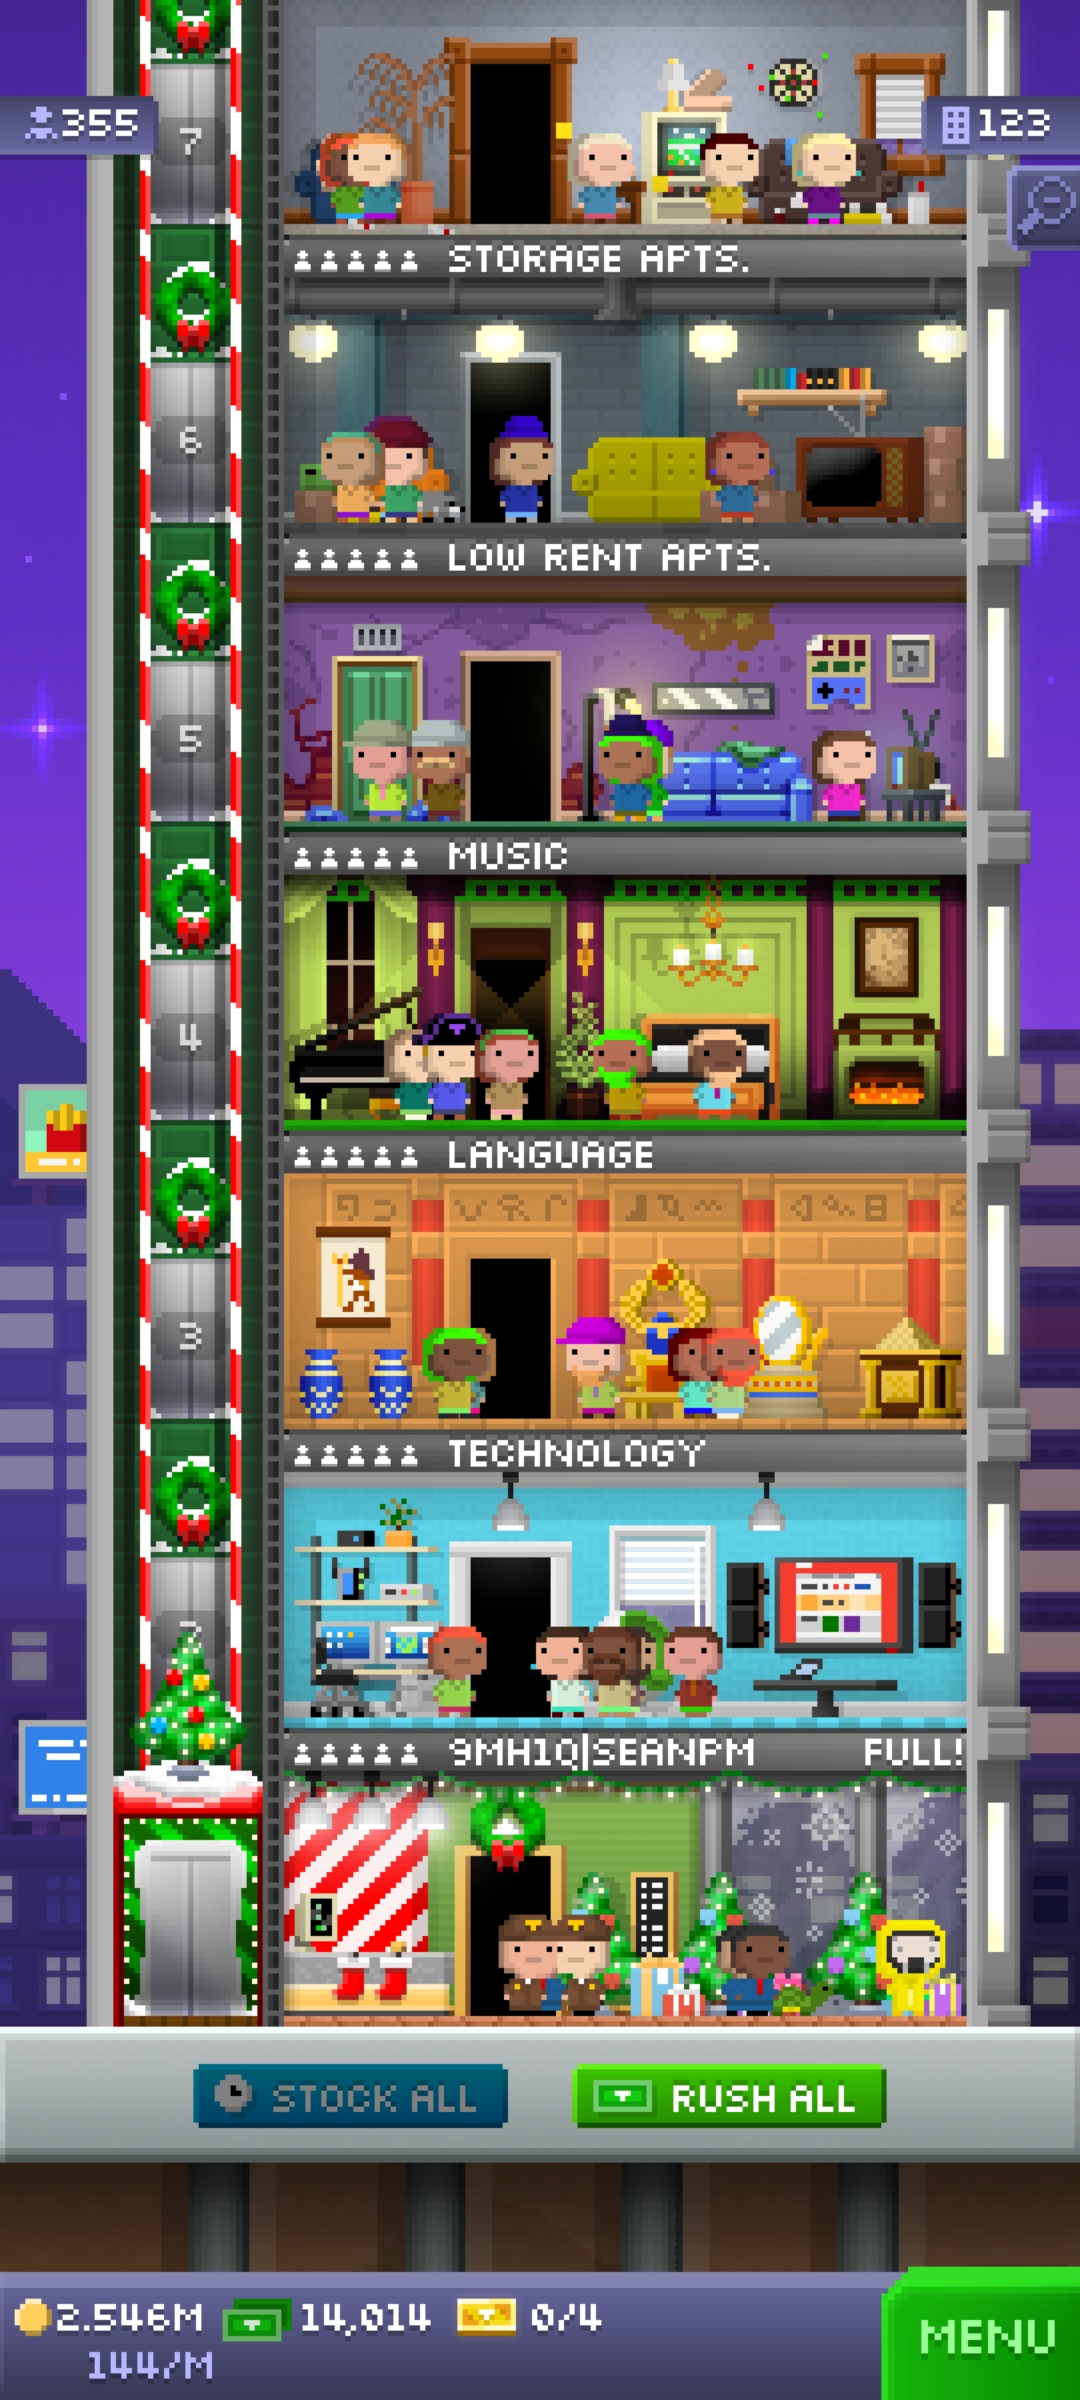 355
123
7
STORAGE APTS.
6
LOW RENT APTS.
5
MUSIC
4
LANGUAGE
3
TECHNOLOGY
9MH1Q|SEANPM FULL!
STOCK ALL
RUSH ALL
2.546M 14,014 0/4
144/M
MENU